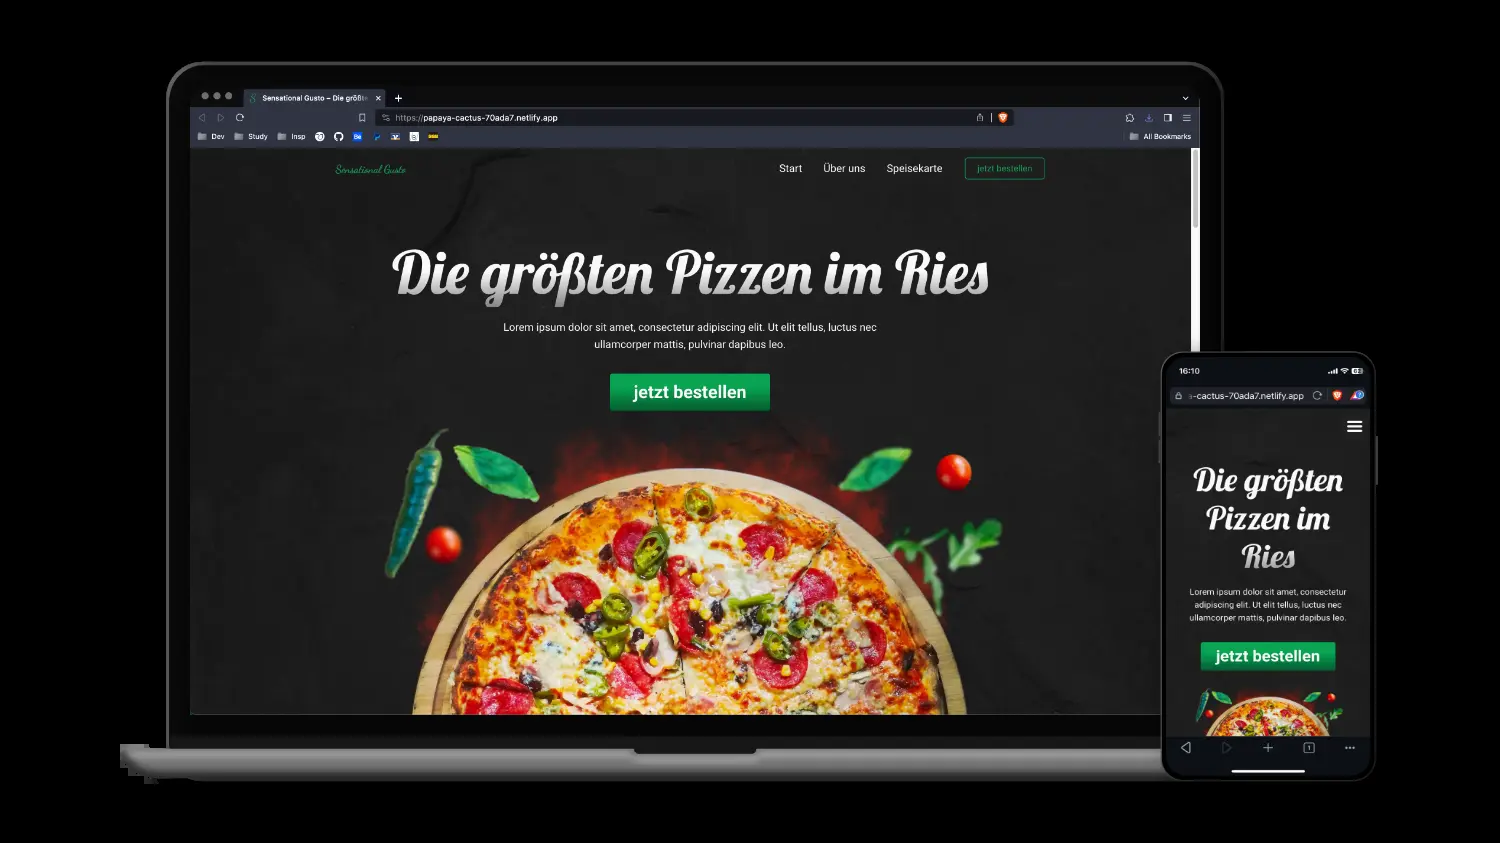 Sensational Gusto – Die größte
https://papaya-cactus-70ada7.netlify.app
Dev Study Insp Bē All Bookmarks
Sensational Gusto Start Über uns Speisekarte jetzt bestellen
Die größten Pizzen im Ries
Lorem ipsum dolor sit amet, consectetur adipiscing elit. Ut elit tellus, luctus nec
ullamcorper mattis, pulvinar dapibus leo.
jetzt bestellen
16:10
-cactus-70ada7.netlify.app
Die größten
Pizzen im
Ries
Lorem ipsum dolor sit amet, consectetur
adipiscing elit. Ut elit tellus, luctus nec
ullamcorper mattis, pulvinar dapibus leo.
jetzt bestellen
1